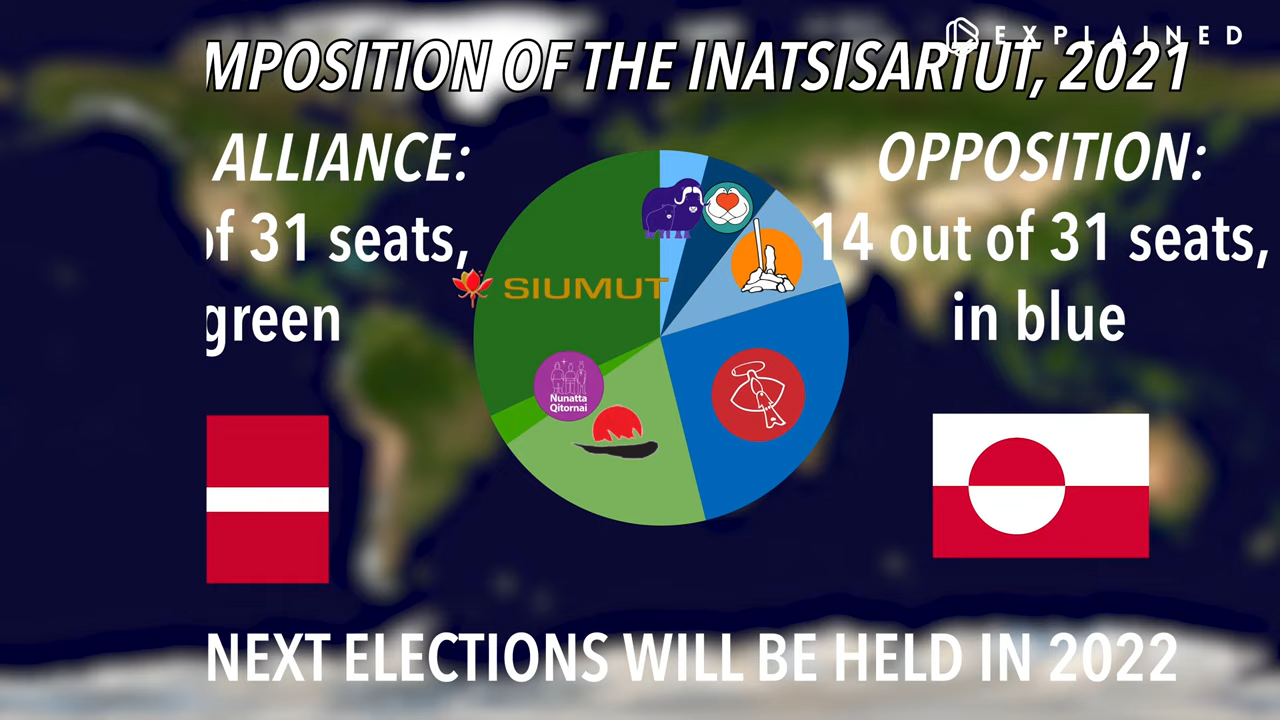 EXPLAINED
MPOSITION OF THE INATSISARTUT, 2021
ALLIANCE:
of 31 seats,
green
OPPOSITION:
14 out of 31 seats,
in blue
SIUMUT
Nunatta
Qitornai
NEXT ELECTIONS WILL BE HELD IN 2022